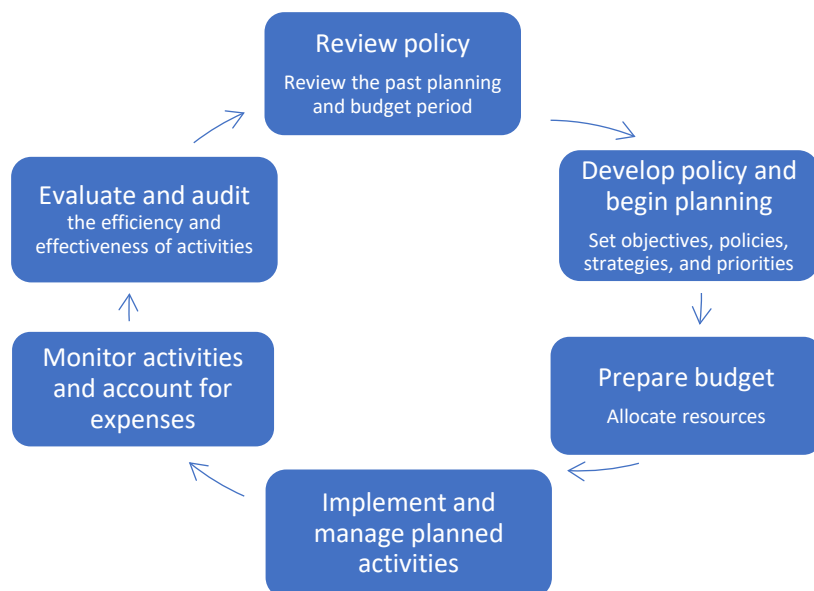 Review policy
Review the past planning
and budget period
Develop policy and
begin planning
Set objectives, policies,
strategies, and priorities
Prepare budget
Allocate resources
Implement and
manage planned
activities
Monitor activities
and account for
expenses
Evaluate and audit
the efficiency and
effectiveness of activities